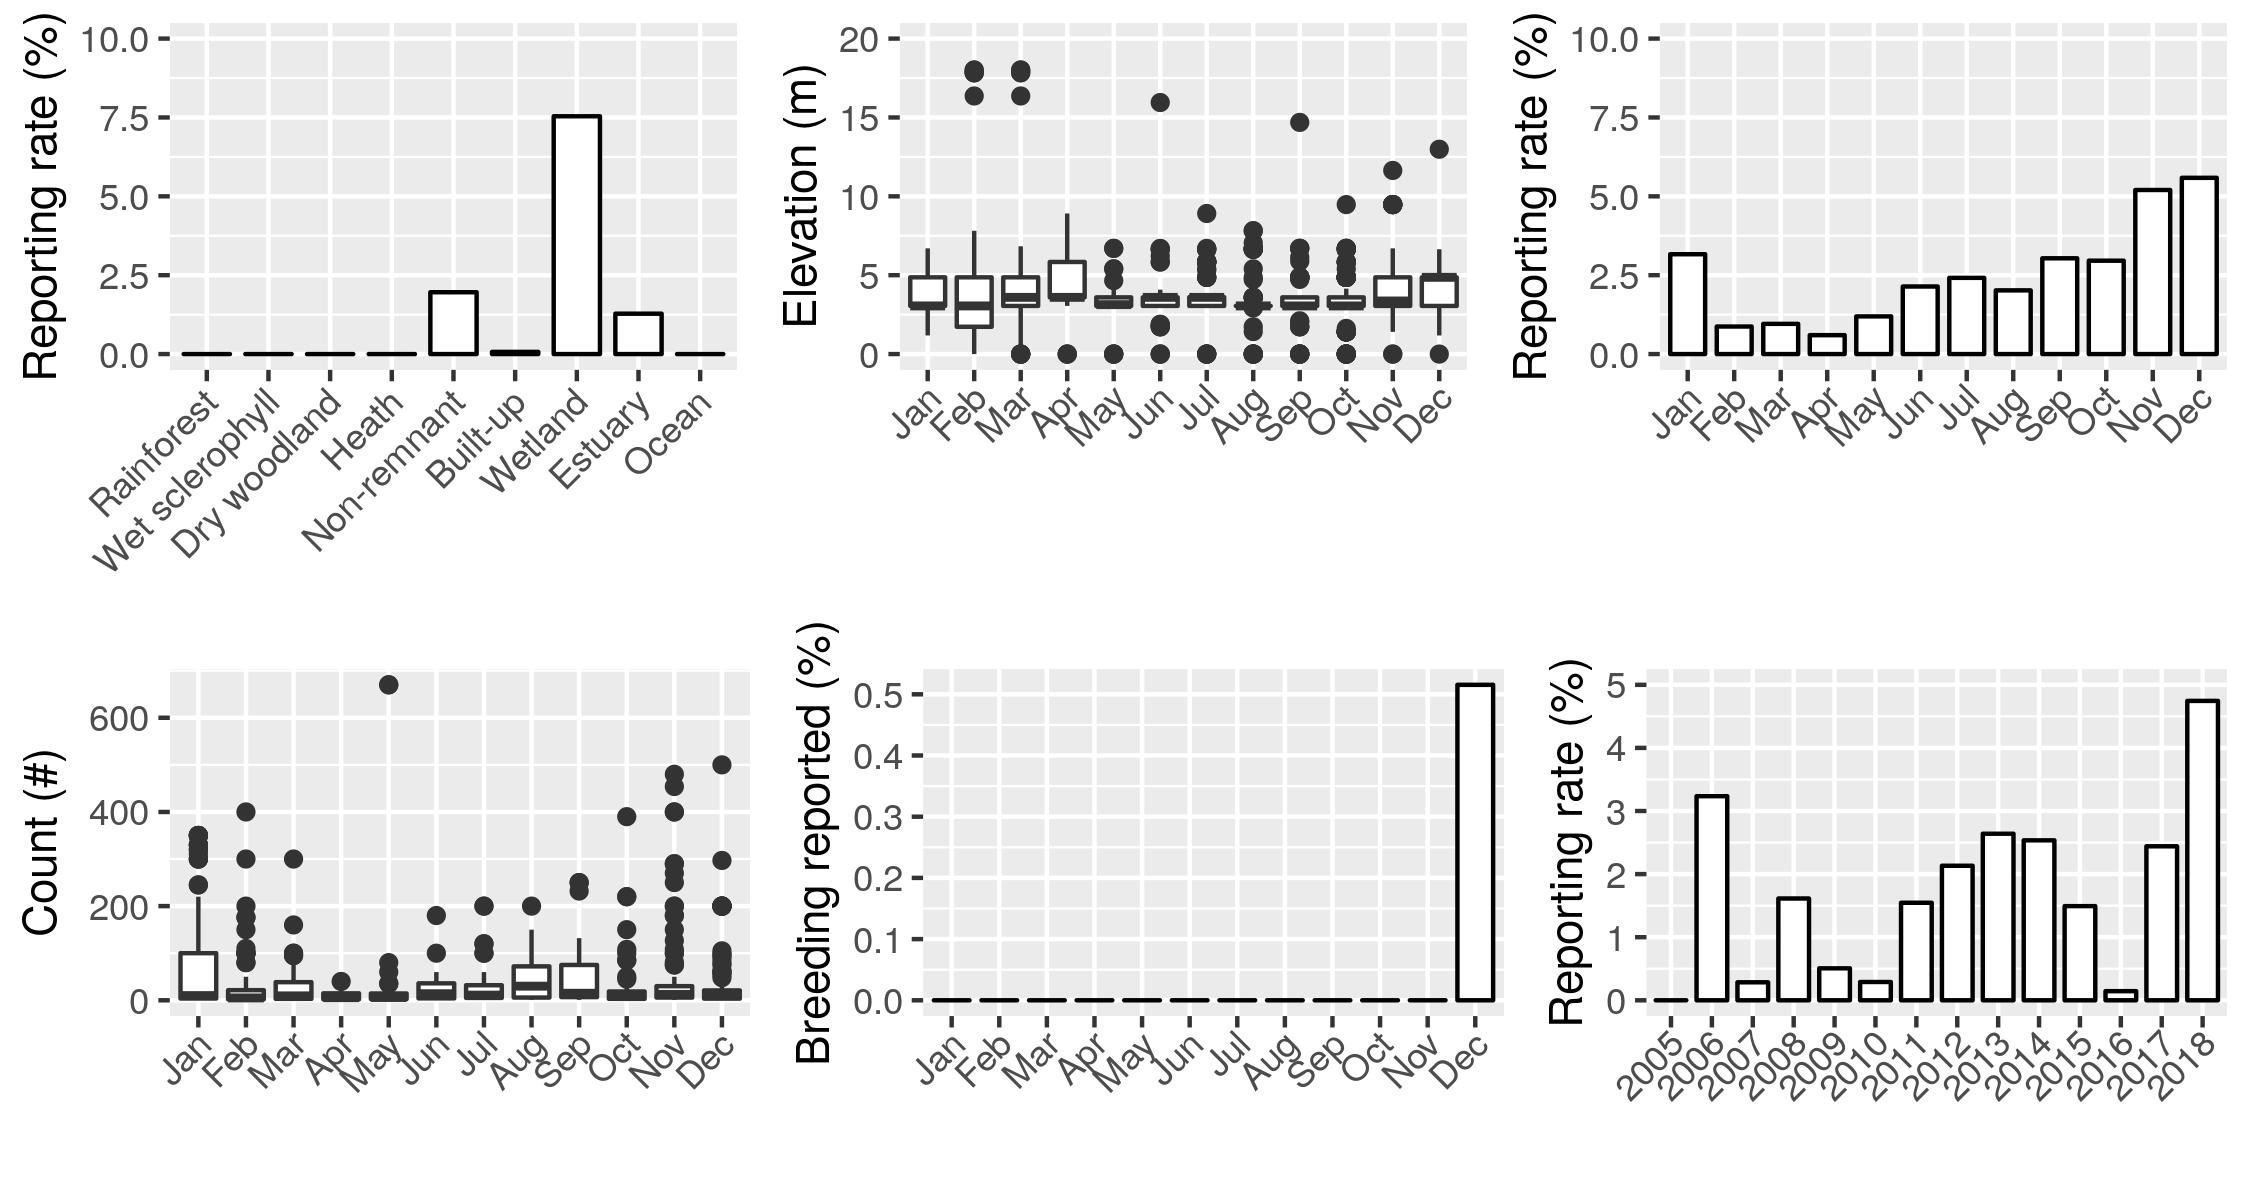 Reporting rate (%)
10.0
7.5
5.0
2.5
0.0
Rainforest
Wet sclerophyll
Dry woodland
Heath
Non-remnant
Built-up
Wetland
Estuary
Ocean
Elevation (m)
20
15
10
5
0
Jan
Feb
Mar
Apr
May
Jun
Jul
Aug
Sep
Oct
Nov
Dec
Reporting rate (%)
10.0
7.5
5.0
2.5
0.0
Jan
Feb
Mar
Apr
May
Jun
Jul
Aug
Sep
Oct
Nov
Dec
Count (#)
600
400
200
0
Jan
Feb
Mar
Apr
May
Jun
Jul
Aug
Sep
Oct
Nov
Dec
Breeding reported (%)
0.5
0.4
0.3
0.2
0.1
0.0
Jan
Feb
Mar
Apr
May
Jun
Jul
Aug
Sep
Oct
Nov
Dec
Reporting rate (%)
5
4
3
2
1
0
2005
2006
2007
2008
2009
2010
2011
2012
2013
2014
2015
2016
2017
2018